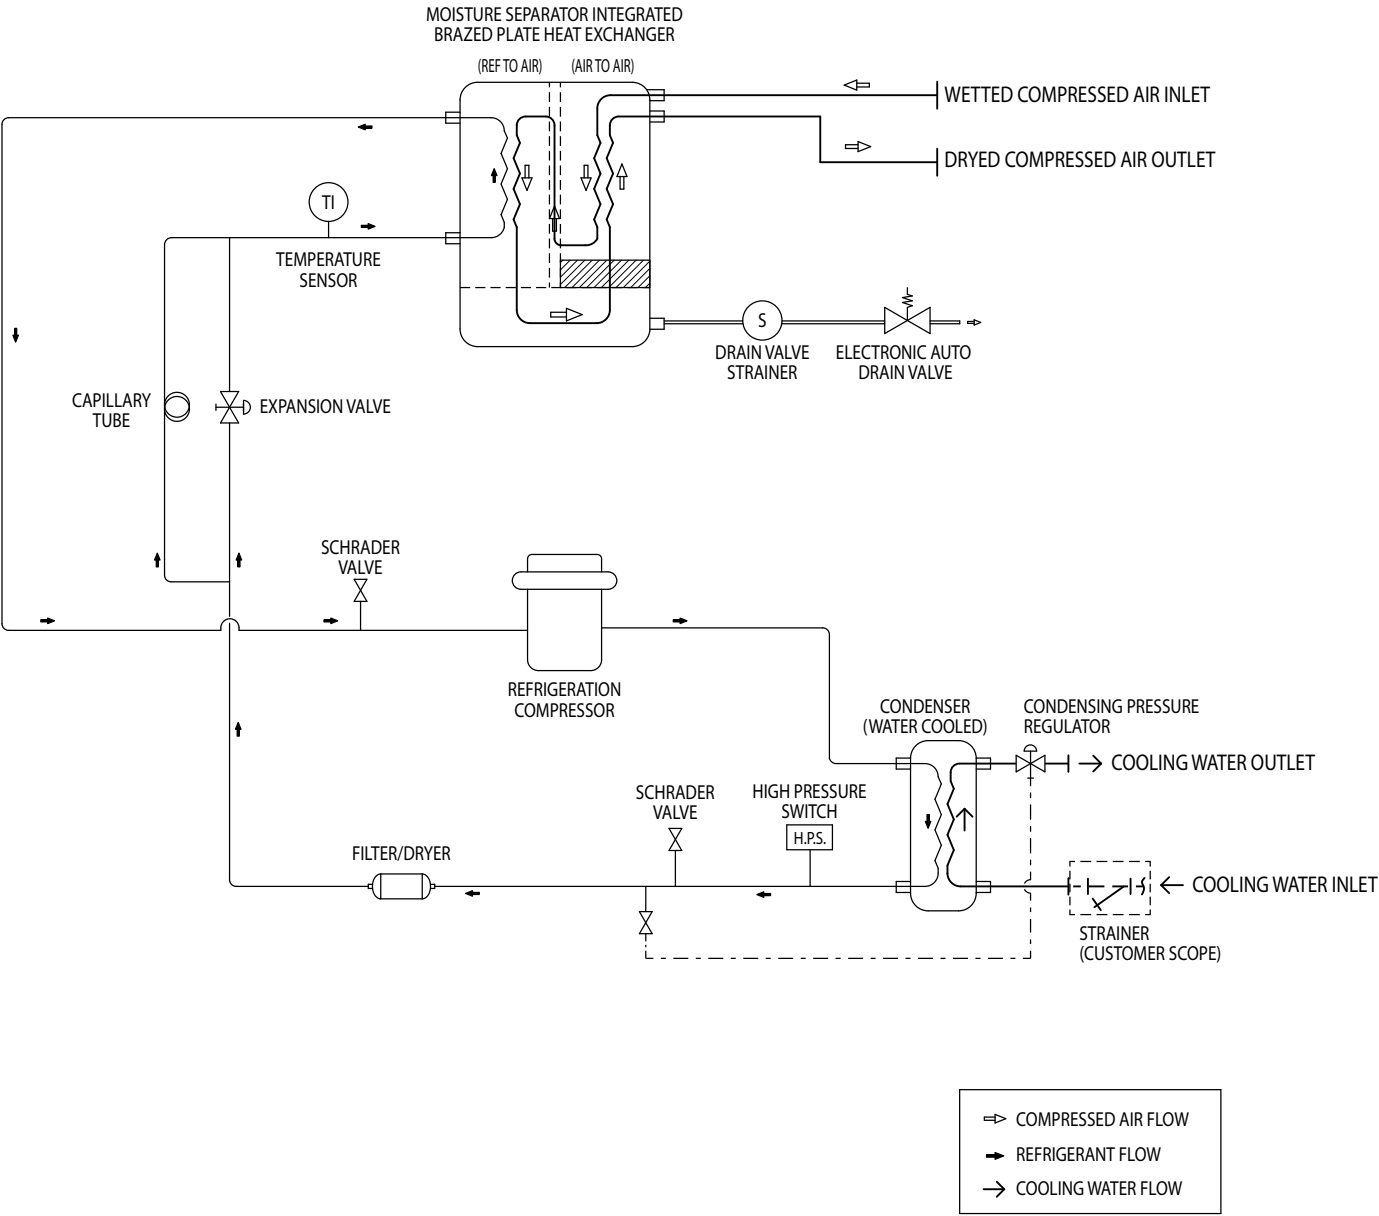 MOISTURE SEPARATOR INTEGRATED
BRAZED PLATE HEAT EXCHANGER
(REF TO AIR)
(AIR TO AIR)
WETTED COMPRESSED AIR INLET
DRYED COMPRESSED AIR OUTLET
TI
TEMPERATURE
SENSOR
S
DRAIN VALVE
STRAINER
ELECTRONIC AUTO
DRAIN VALVE
CAPILLARY
TUBE
EXPANSION VALVE
SCHRADER
VALVE
REFRIGERATION
COMPRESSOR
CONDENSER
(WATER COOLED)
CONDENSING PRESSURE
REGULATOR
COOLING WATER OUTLET
SCHRADER
VALVE
HIGH PRESSURE
SWITCH
H.P.S.
FILTER/DRYER
COOLING WATER INLET
STRAINER
(CUSTOMER SCOPE)
COMPRESSED AIR FLOW
REFRIGERANT FLOW
COOLING WATER FLOW